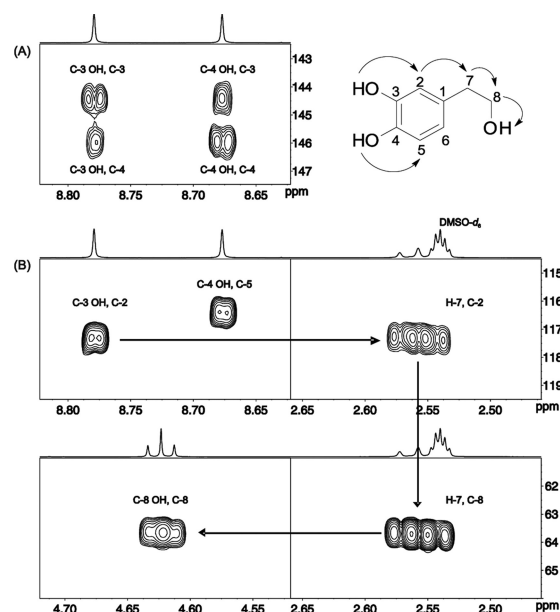 (A)
C-3 OH, C-3
C-4 OH, C-3
C-3 OH, C-4
C-4 OH, C-4
143
144
145
146
147
8.80
8.75
8.70
8.65
ppm
HO
HO
OH
1
2
3
4
5
6
7
8
(B)
DMSO-d6
C-3 OH, C-2
C-4 OH, C-5
H-7, C-2
115
116
117
118
119
8.80
8.75
8.70
8.65
2.65
2.60
2.55
2.50
ppm
C-8 OH, C-8
H-7, C-8
62
63
64
65
4.70
4.65
4.60
2.65
2.60
2.55
2.50
ppm